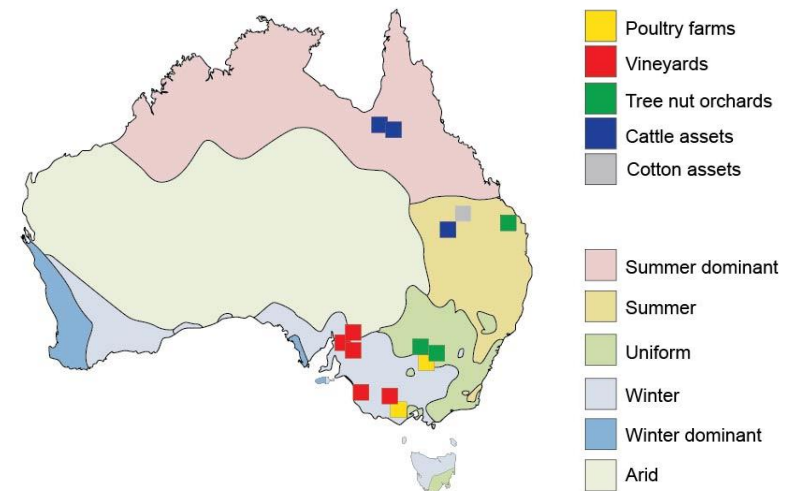 Poultry farms
Vineyards
Tree nut orchards
Cattle assets
Cotton assets
Summer dominant
Summer
Uniform
Winter
Winter dominant
Arid